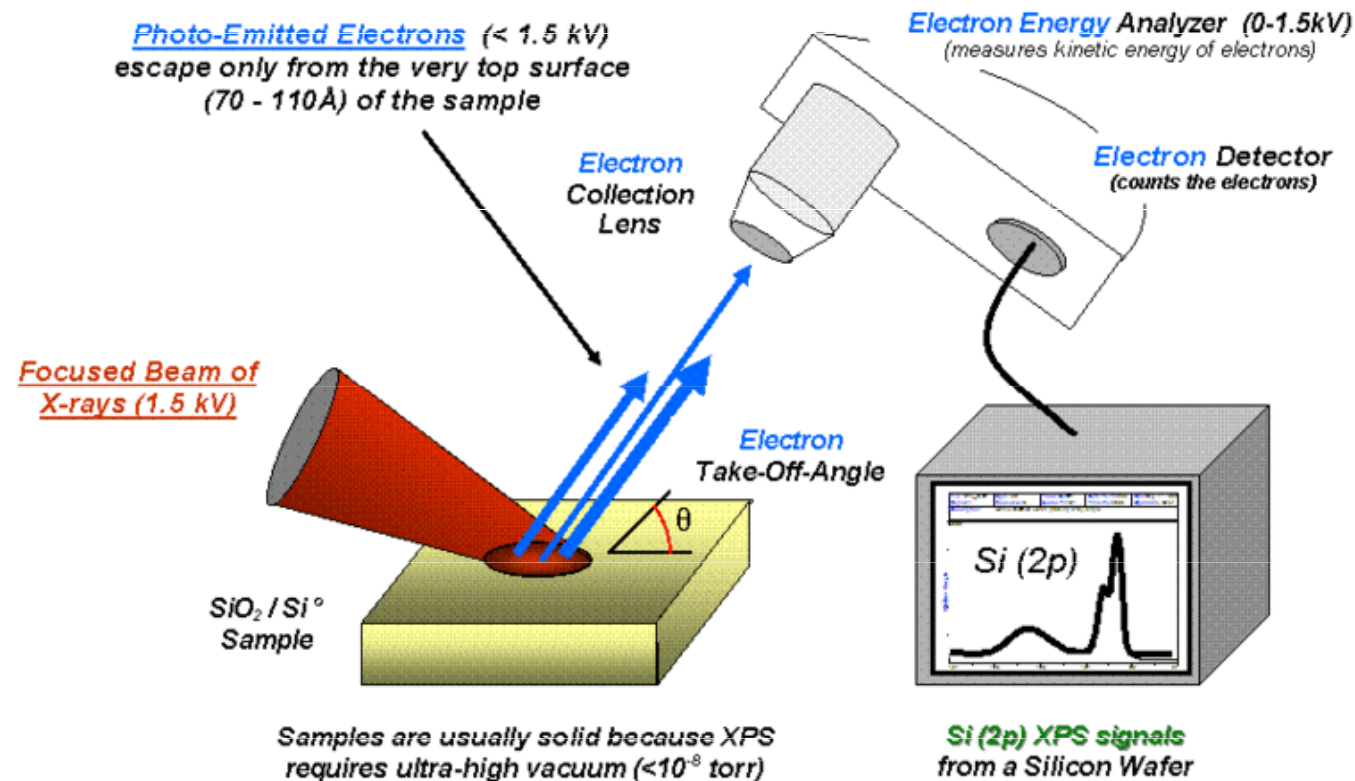 Photo-Emitted Electrons (< 1.5 kV)
escape only from the very top surface
(70 - 110Å) of the sample
Electron Energy Analyzer (0-1.5kV)
(measures kinetic energy of electrons)
Electron
Collection
Lens
Electron Detector
(counts the electrons)
Focused Beam of
X-rays (1.5 kV)
Electron
Take-Off-Angle
θ
Si (2p)
SiO₂ / Si°
Sample
Samples are usually solid because XPS
requires ultra-high vacuum (<10⁻⁸ torr)
Si (2p) XPS signals
from a Silicon Wafer